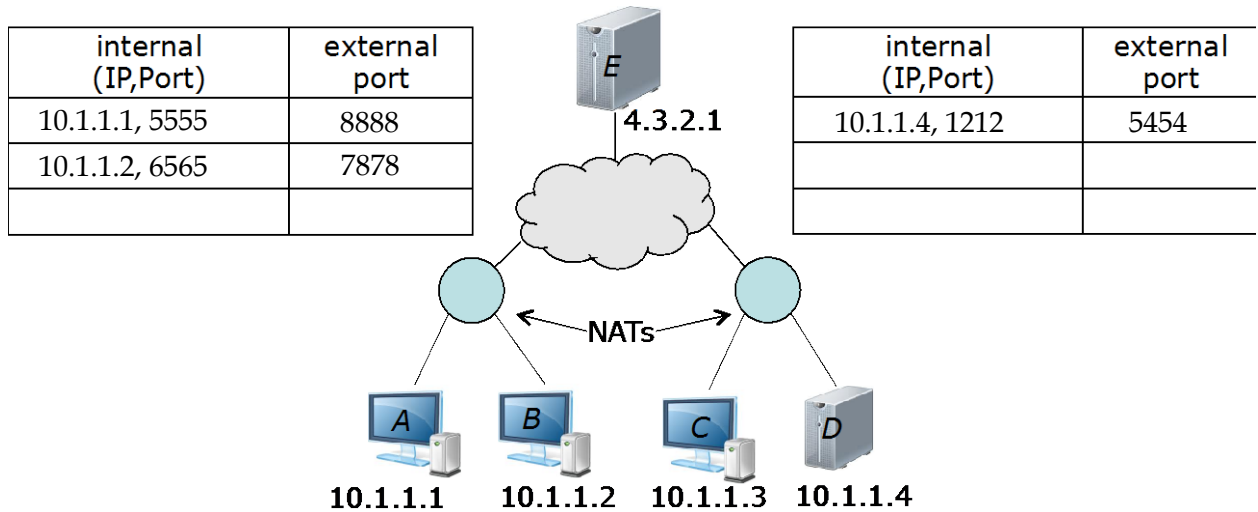 internal (IP,Port)
external port
10.1.1.1, 5555
8888
10.1.1.2, 6565
7878
E
4.3.2.1
internal (IP,Port)
external port
10.1.1.4, 1212
5454
NATs
A
B
C
D
10.1.1.1
10.1.1.2
10.1.1.3
10.1.1.4